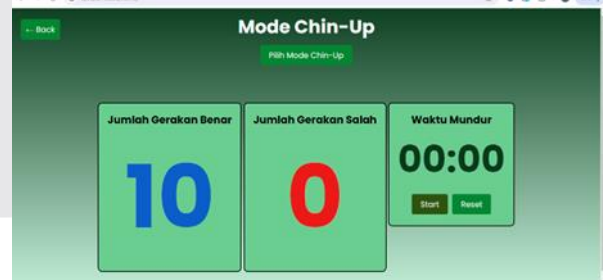 ← Back
Mode Chin-Up
Pilih Mode Chin-Up
Jumlah Gerakan Benar
Jumlah Gerakan Salah
Waktu Mundur
10
0
00:00
Start
Reset